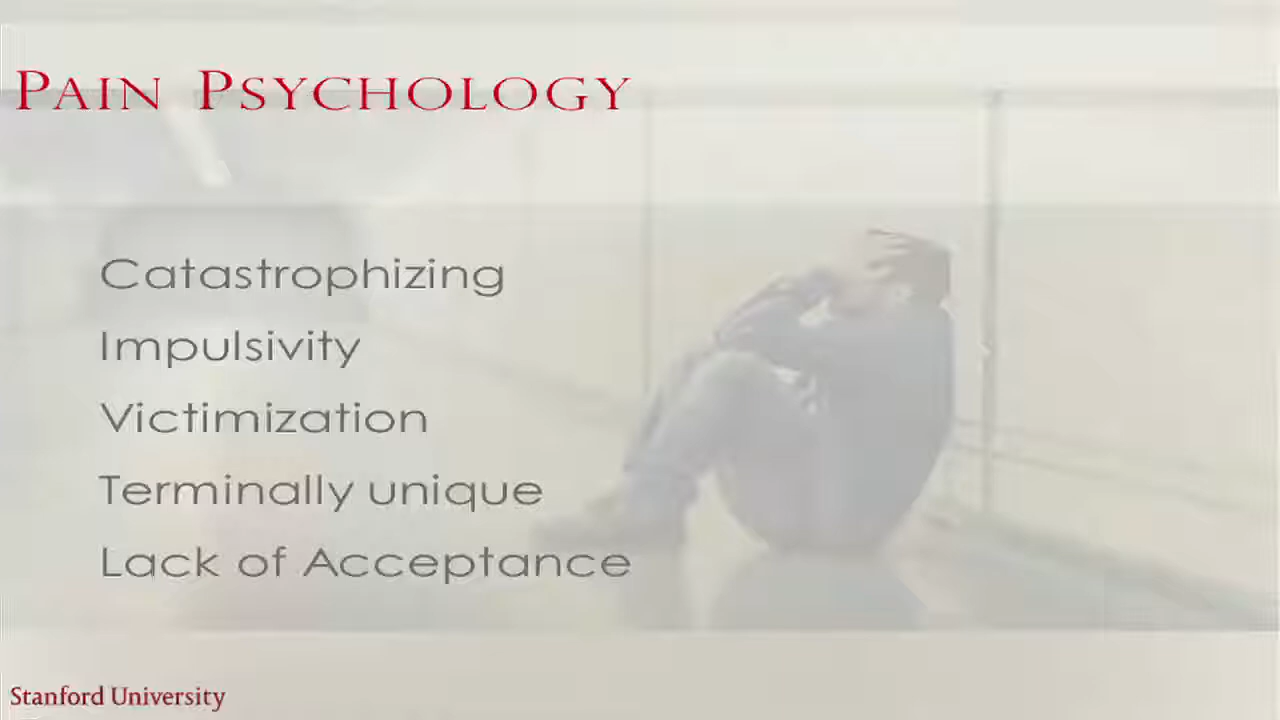 Pain Psychology
Catastrophizing
Impulsivity
Victimization
Terminally unique
Lack of Acceptance
Stanford University